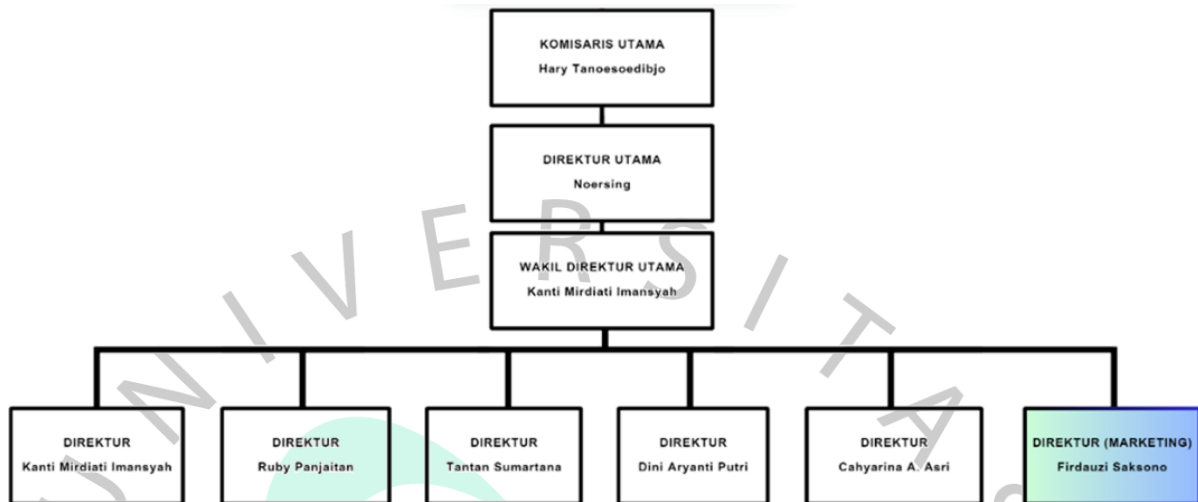 KOMISARIS UTAMA
Hary Tanoesoedibjo
DIREKTUR UTAMA
Noersing
WAKIL DIREKTUR UTAMA
Kanti Mirdiati Imansyah
DIREKTUR
Kanti Mirdiati Imansyah
DIREKTUR
Ruby Panjaitan
DIREKTUR
Tantan Sumartana
DIREKTUR
Dini Aryanti Putri
DIREKTUR
Cahyarina A. Asri
DIREKTUR (MARKETING)
Firdauzi Saksono
UNIVERSITAS